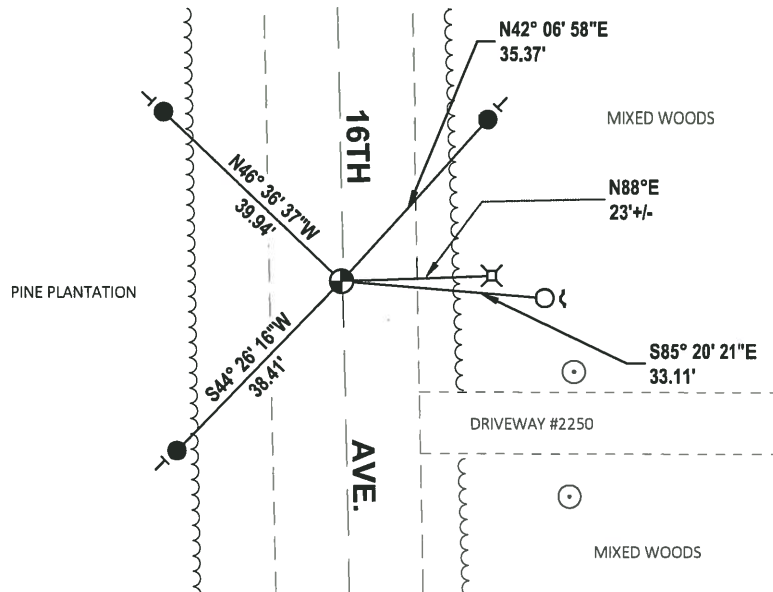 N42° 06' 58"E
35.37'
16TH
MIXED WOODS
N46° 36' 37"W
39.94'
N88°E
23'+/-
PINE PLANTATION
S85° 20' 21"E
33.11'
S44° 26' 16"W
38.41'
DRIVEWAY #2250
AVE.
MIXED WOODS